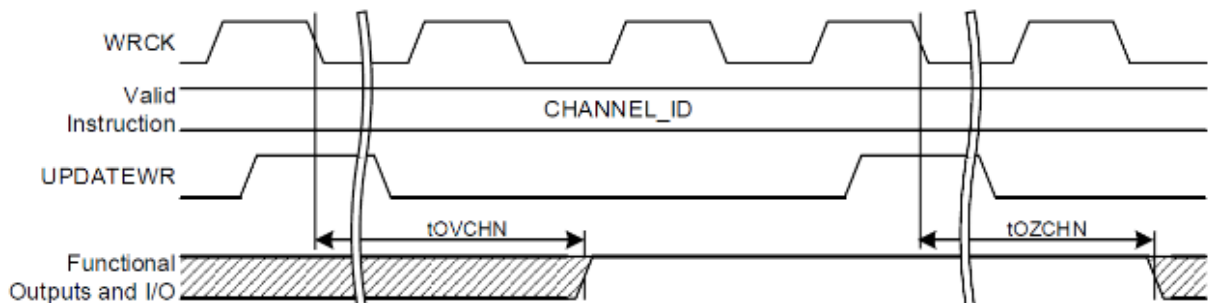 WRCK
Valid
Instruction
CHANNEL_ID
UPDATEWR
tOVCHN
tOZCHN
Functional
Outputs and I/O